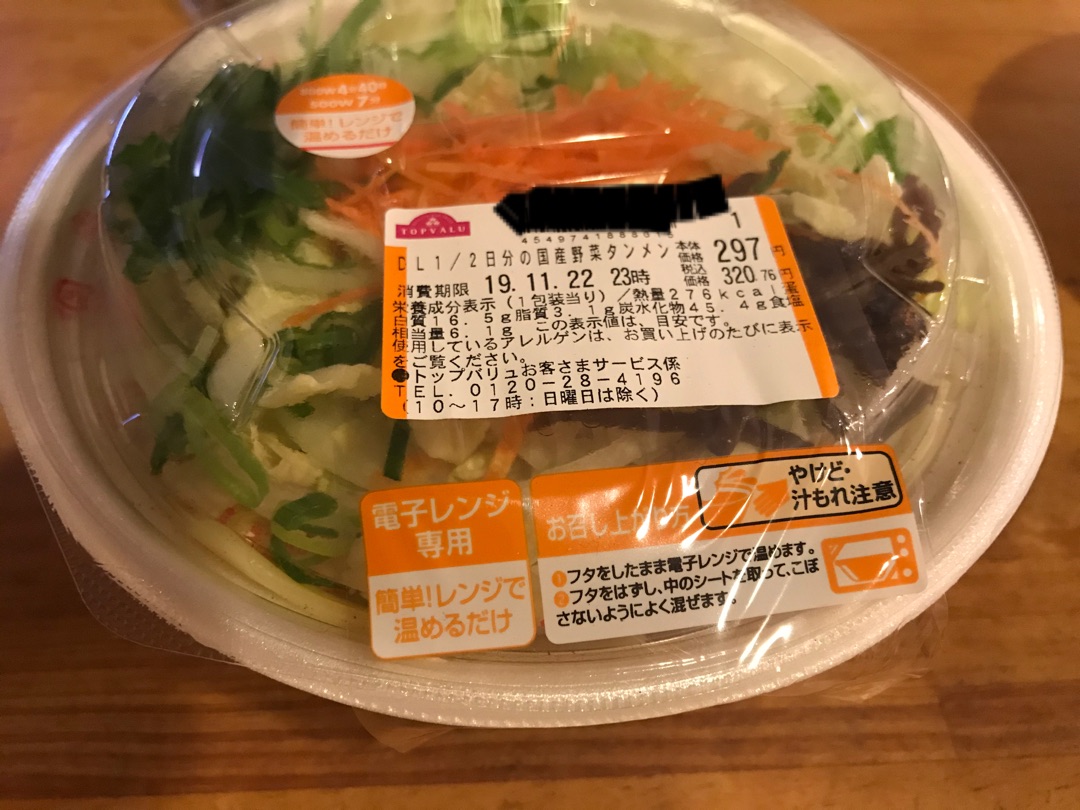 500W 7分
簡単!レンジで
温めるだけ
TOPVALU
1
DL1/2日分の国産野菜タンメン
本体価格 297円
消費期限 19.11.22 23時
税込価格 320.76円
栄養成分表示(1包装当り)/熱量276kcal蛋
白質16.5g脂質3.1g炭水化物45.4g食塩
相当量6.1g この表示値は、目安です。
使用しているアレルゲンは、お買い上げのたびに表示
をご覧ください。
●トップバリュお客さまサービス係
TEL.0120-28-4196
(10~17時:日曜日は除く)
電子レンジ
専用
簡単!レンジで
温めるだけ
お召し上がり方
やけど・
汁もれ注意
1 フタをしたまま電子レンジで温めます。
2 フタをはずし、中のシートを取って、こぼ
さないようによく混ぜます。